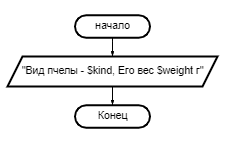 начало
"Вид пчелы - $kind, Его вес $weight г"
Конец